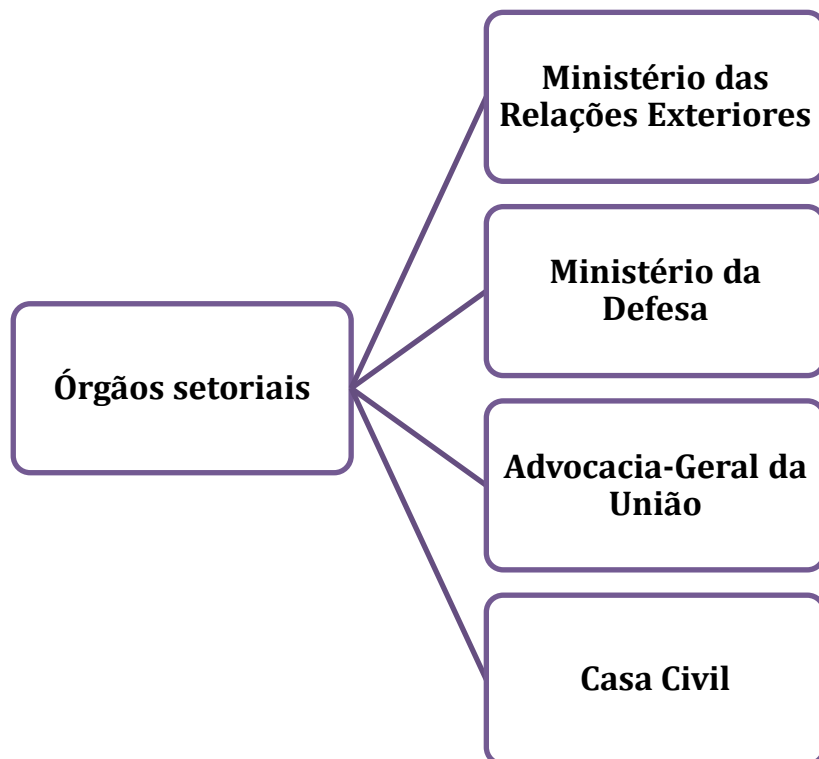 Ministério das
Relações Exteriores
Ministério da
Defesa
Órgãos setoriais
Advocacia-Geral da
União
Casa Civil